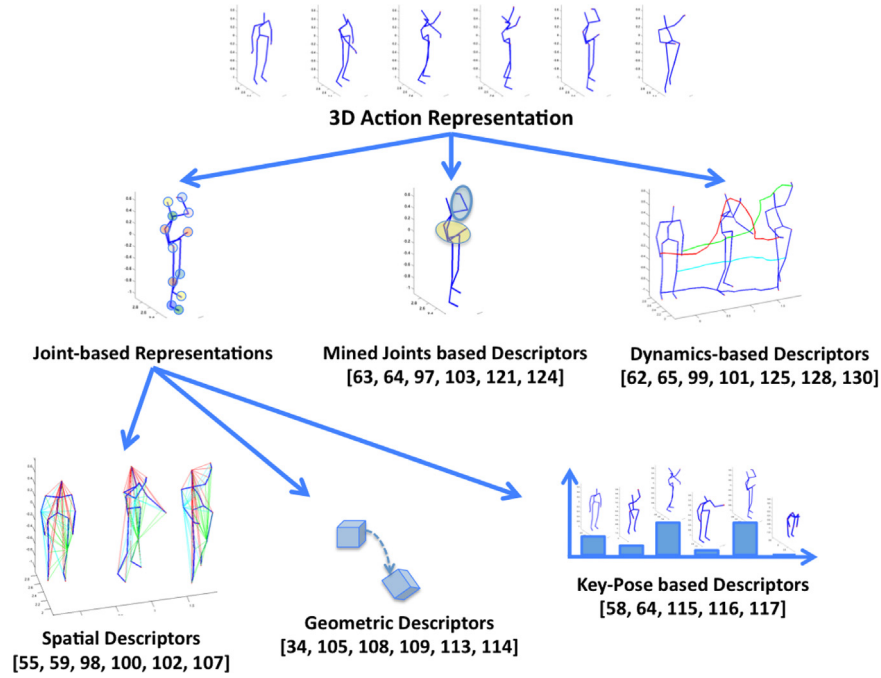 3D Action Representation
Joint-based Representations
Mined Joints based Descriptors
[63, 64, 97, 103, 121, 124]
Dynamics-based Descriptors
[62, 65, 99, 101, 125, 128, 130]
Spatial Descriptors
[55, 59, 98, 100, 102, 107]
Geometric Descriptors
[34, 105, 108, 109, 113, 114]
Key-Pose based Descriptors
[58, 64, 115, 116, 117]